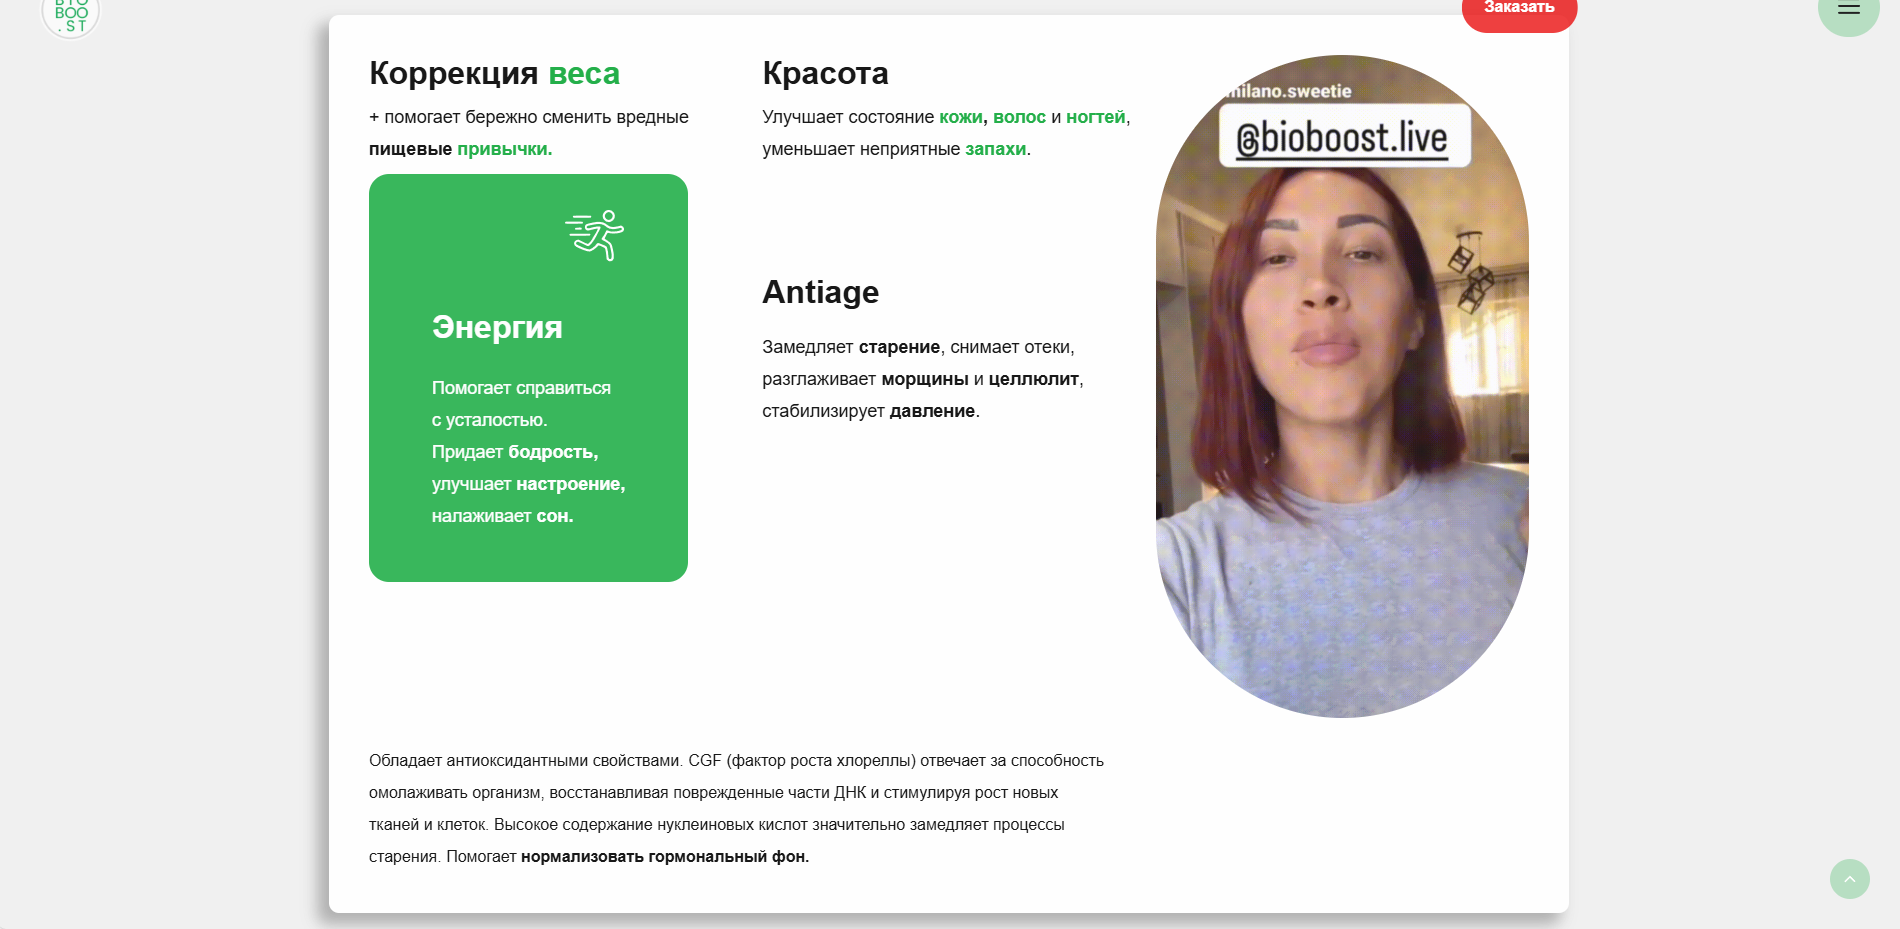 BOO
.ST
Заказать
Коррекция веса
+ помогает бережно сменить вредные
пищевые привычки.
Энергия
Помогает справиться
с усталостью.
Придает бодрость,
улучшает настроение,
налаживает сон.
Красота
Улучшает состояние кожи, волос и ногтей,
уменьшает неприятные запахи.
Antiage
Замедляет старение, снимает отеки,
разглаживает морщины и целлюлит,
стабилизирует давление.
milano.sweetie
@bioboost.live
Обладает антиоксидантными свойствами. CGF (фактор роста хлореллы) отвечает за способность
омолаживать организм, восстанавливая поврежденные части ДНК и стимулируя рост новых
тканей и клеток. Высокое содержание нуклеиновых кислот значительно замедляет процессы
старения. Помогает нормализовать гормональный фон.